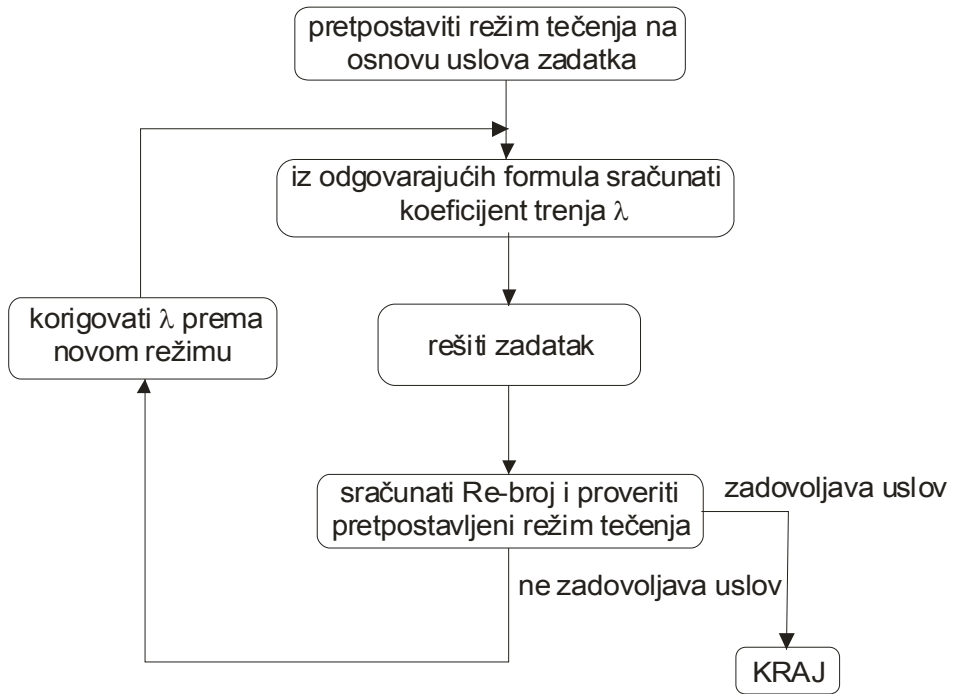 pretpostaviti režim tečenja na
osnovu uslova zadatka
iz odgovarajućih formula sračunati
koeficijent trenja λ
korigovati λ prema
novom režimu
rešiti zadatak
sračunati Re-broj i proveriti
pretpostavljeni režim tečenja
zadovoljava uslov
ne zadovoljava uslov
KRAJ